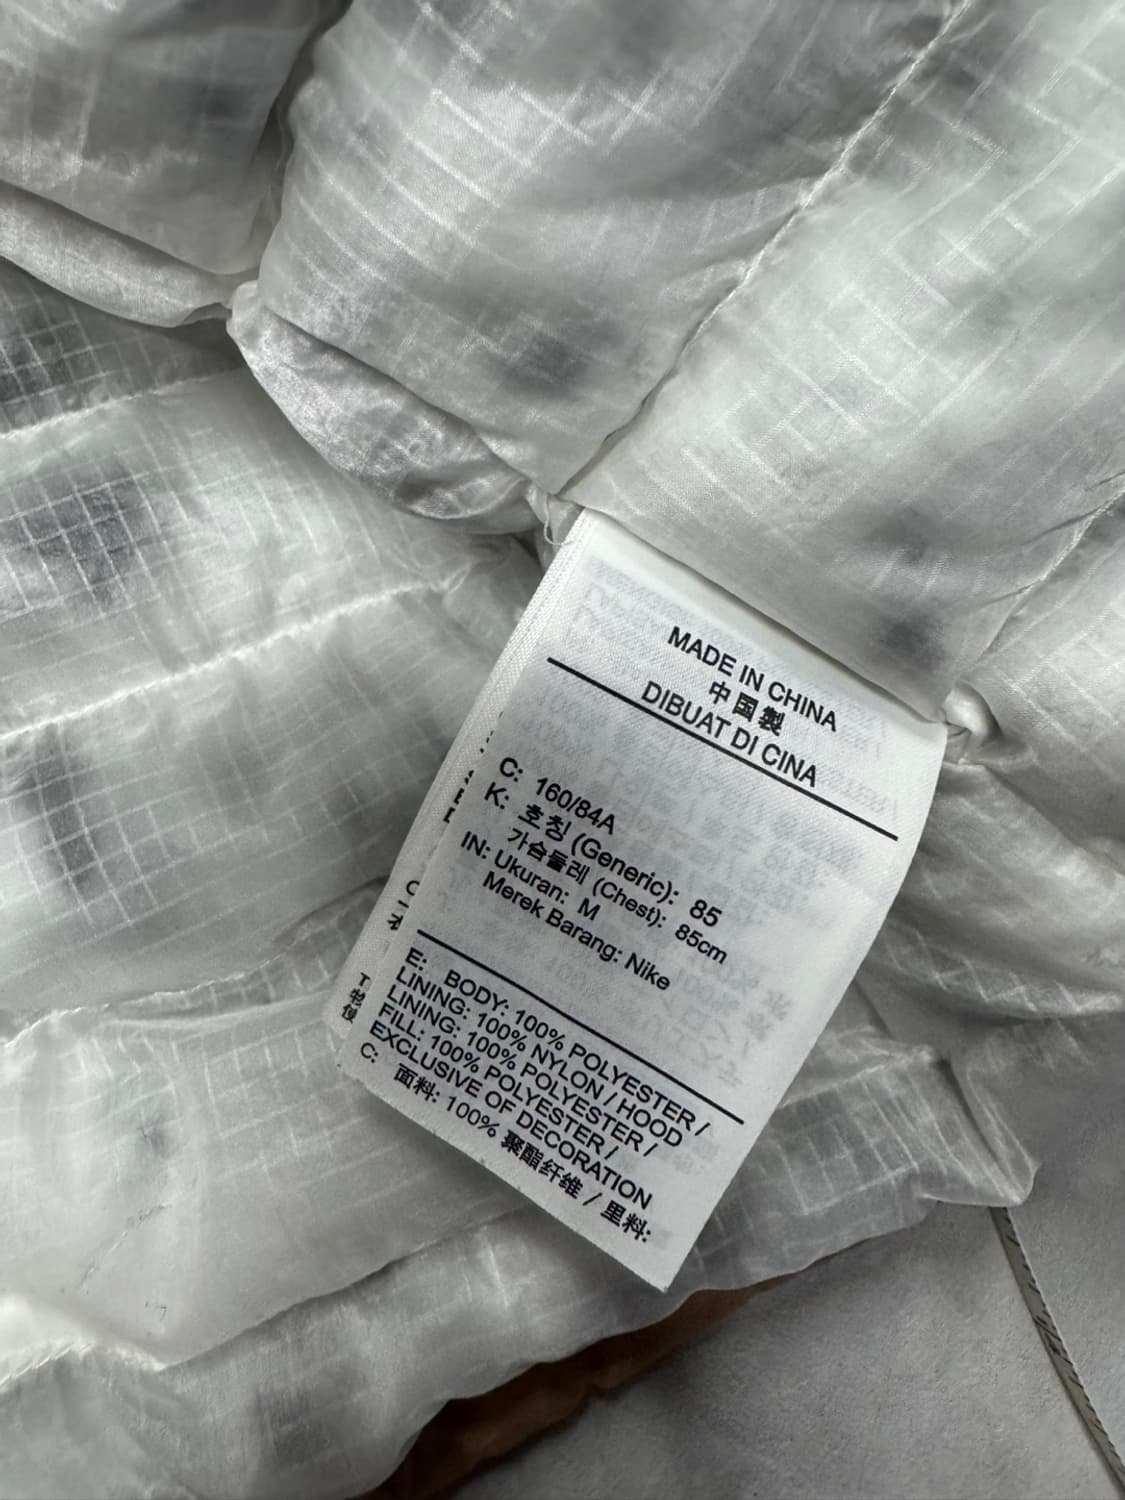 MADE IN CHINA
中国製
DIBUAT DI CINA
C: 160/84A
K: 호칭 (Generic): 85
가슴둘레 (Chest): 85cm
IN: Ukuran: M
Merek Barang: Nike
E: BODY: 100% POLYESTER /
LINING: 100% NYLON / HOOD
LINING: 100% POLYESTER /
FILL: 100% POLYESTER /
EXCLUSIVE OF DECORATION
C: 面料: 100% 聚酯纤维 / 里料: